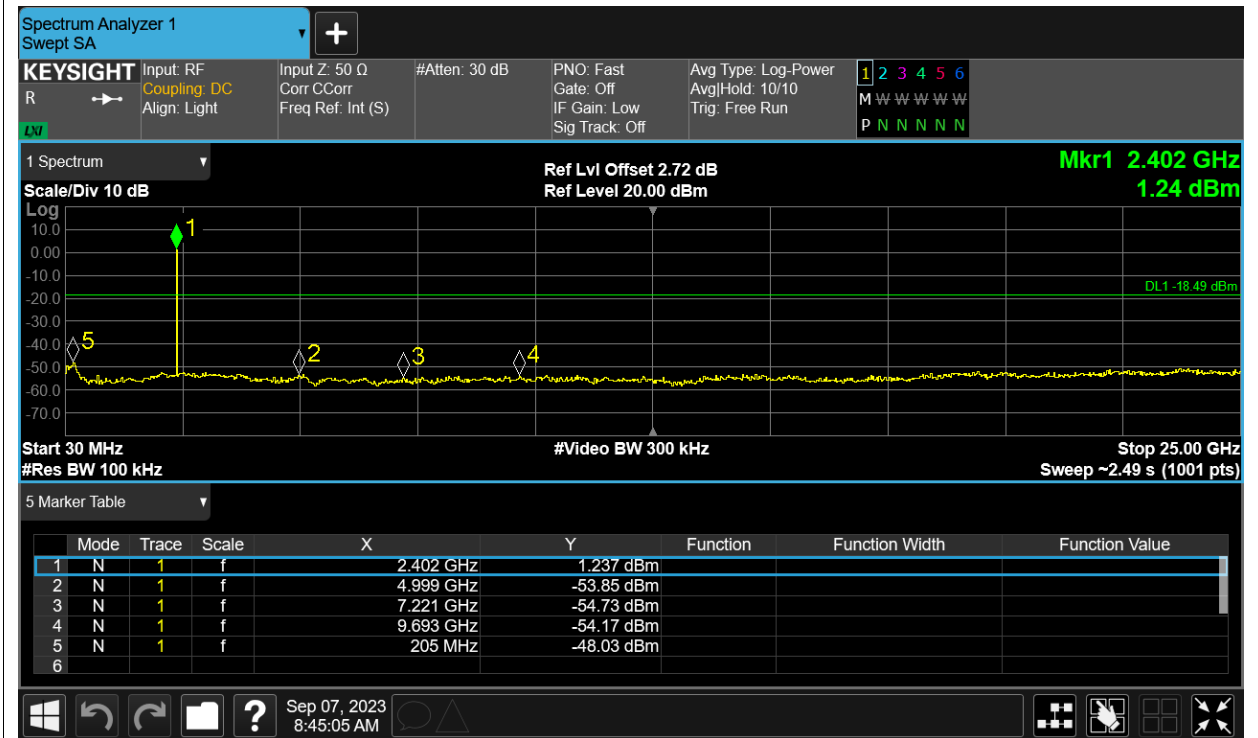 Spectrum Analyzer 1
Swept SA
KEYSIGHT
R
LXI
Input: RF
Coupling: DC
Align: Light
Input Z: 50 Ω
Corr CCorr
Freq Ref: Int (S)
#Atten: 30 dB
PNO: Fast
Gate: Off
IF Gain: Low
Sig Track: Off
Avg Type: Log-Power
Avg|Hold: 10/10
Trig: Free Run
1 2 3 4 5 6
M W W W W W
P N N N N N
1 Spectrum
Scale/Div 10 dB
Ref Lvl Offset 2.72 dB
Ref Level 20.00 dBm
Mkr1 2.402 GHz
1.24 dBm
Log
10.0
0.00
-10.0
-20.0
-30.0
-40.0
-50.0
-60.0
-70.0
1
DL1 -18.49 dBm
5
2
3
4
Start 30 MHz
#Video BW 300 kHz
Stop 25.00 GHz
#Res BW 100 kHz
Sweep ~2.49 s (1001 pts)
5 Marker Table
Mode Trace Scale X Y Function Function Width Function Value
1 N 1 f 2.402 GHz 1.237 dBm
2 N 1 f 4.999 GHz -53.85 dBm
3 N 1 f 7.221 GHz -54.73 dBm
4 N 1 f 9.693 GHz -54.17 dBm
5 N 1 f 205 MHz -48.03 dBm
6
?
Sep 07, 2023
8:45:05 AM